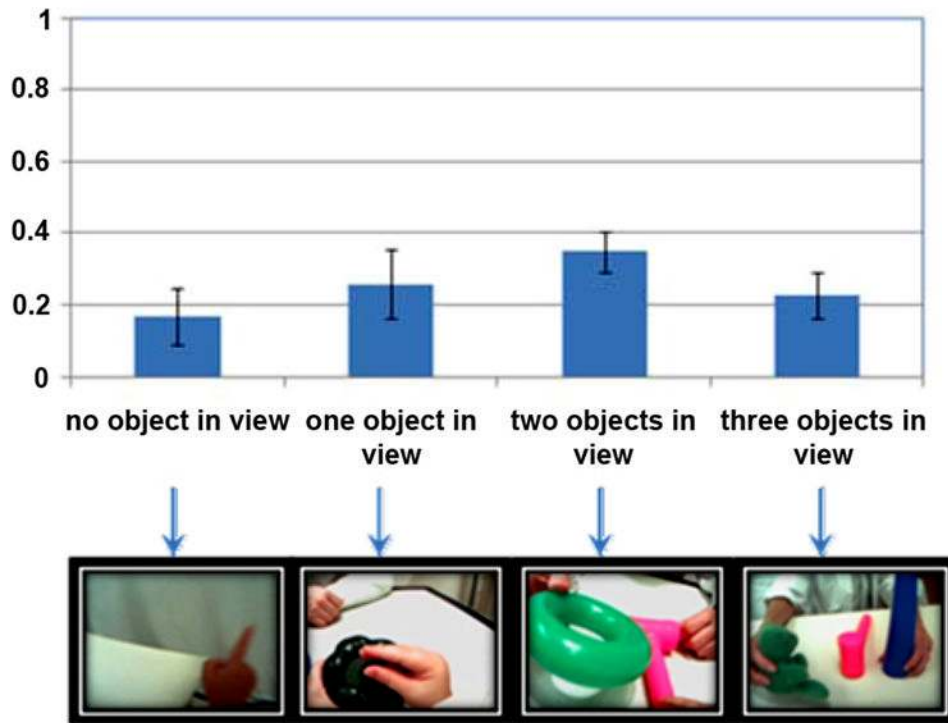 1
0.8
0.6
0.4
0.2
0
no object in view
one object in
view
two objects in
view
three objects in
view